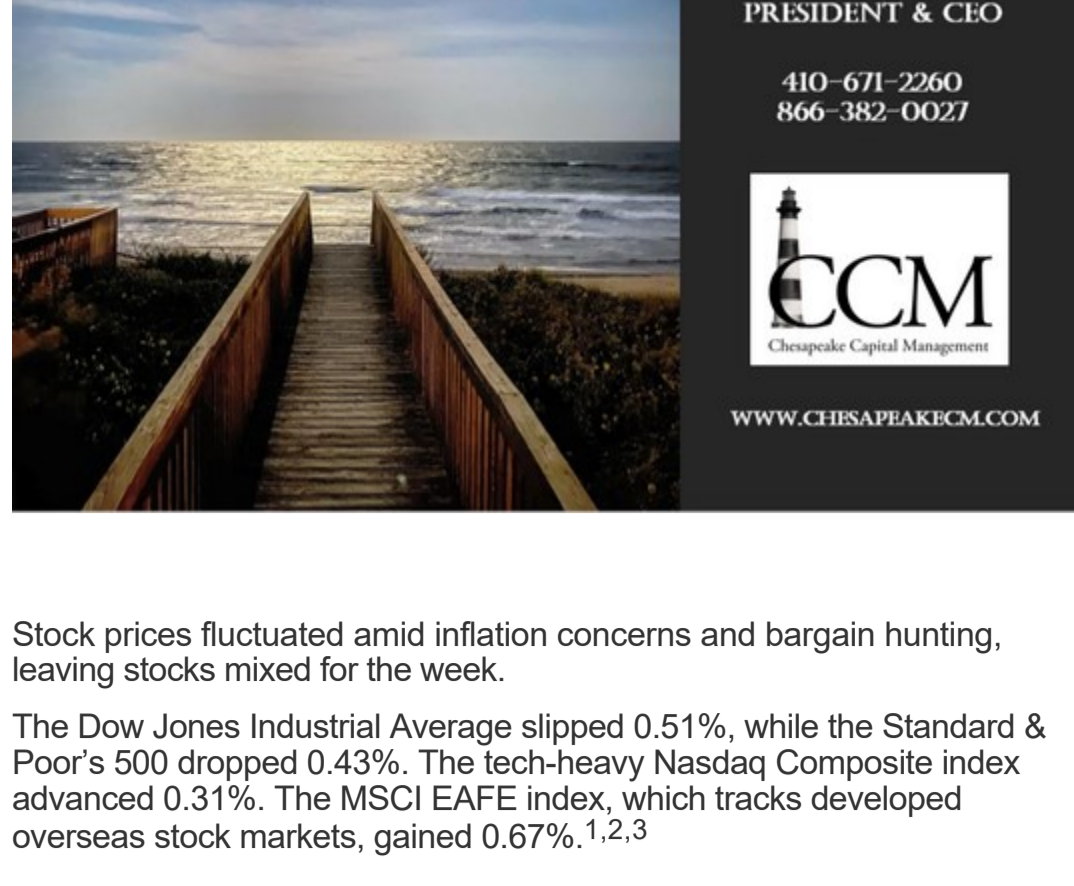 PRESIDENT & CEO
410-671-2260
866-382-0027
CCM
Chesapeake Capital Management
WWW.CHESAPEAKECM.COM
Stock prices fluctuated amid inflation concerns and bargain hunting,
leaving stocks mixed for the week.
The Dow Jones Industrial Average slipped 0.51%, while the Standard &
Poor’s 500 dropped 0.43%. The tech-heavy Nasdaq Composite index
advanced 0.31%. The MSCI EAFE index, which tracks developed
overseas stock markets, gained 0.67%.1,2,3